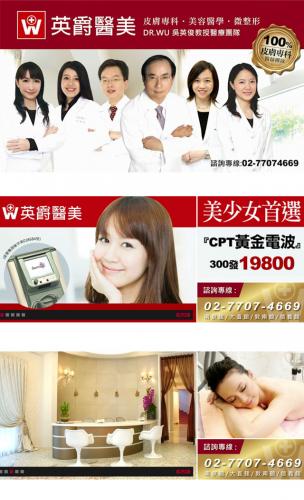 英爵醫美
皮膚專科・美容醫學・微整形
DR.WU 吳英俊教授醫療團隊
100%
皮膚專科
諮詢專線:02-77074669
英爵醫美
美少女首選
『CPT黃金電波』
300發19800
諮詢專線:
02-7707-4669
諮詢專線:
02-7707-4669